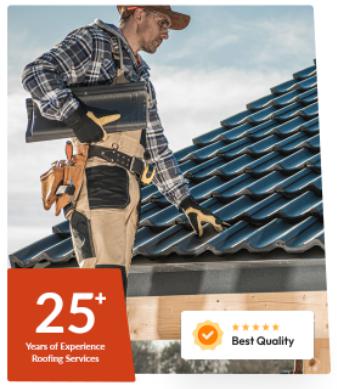 25+
Years of Experience
Roofing Services
Best Quality